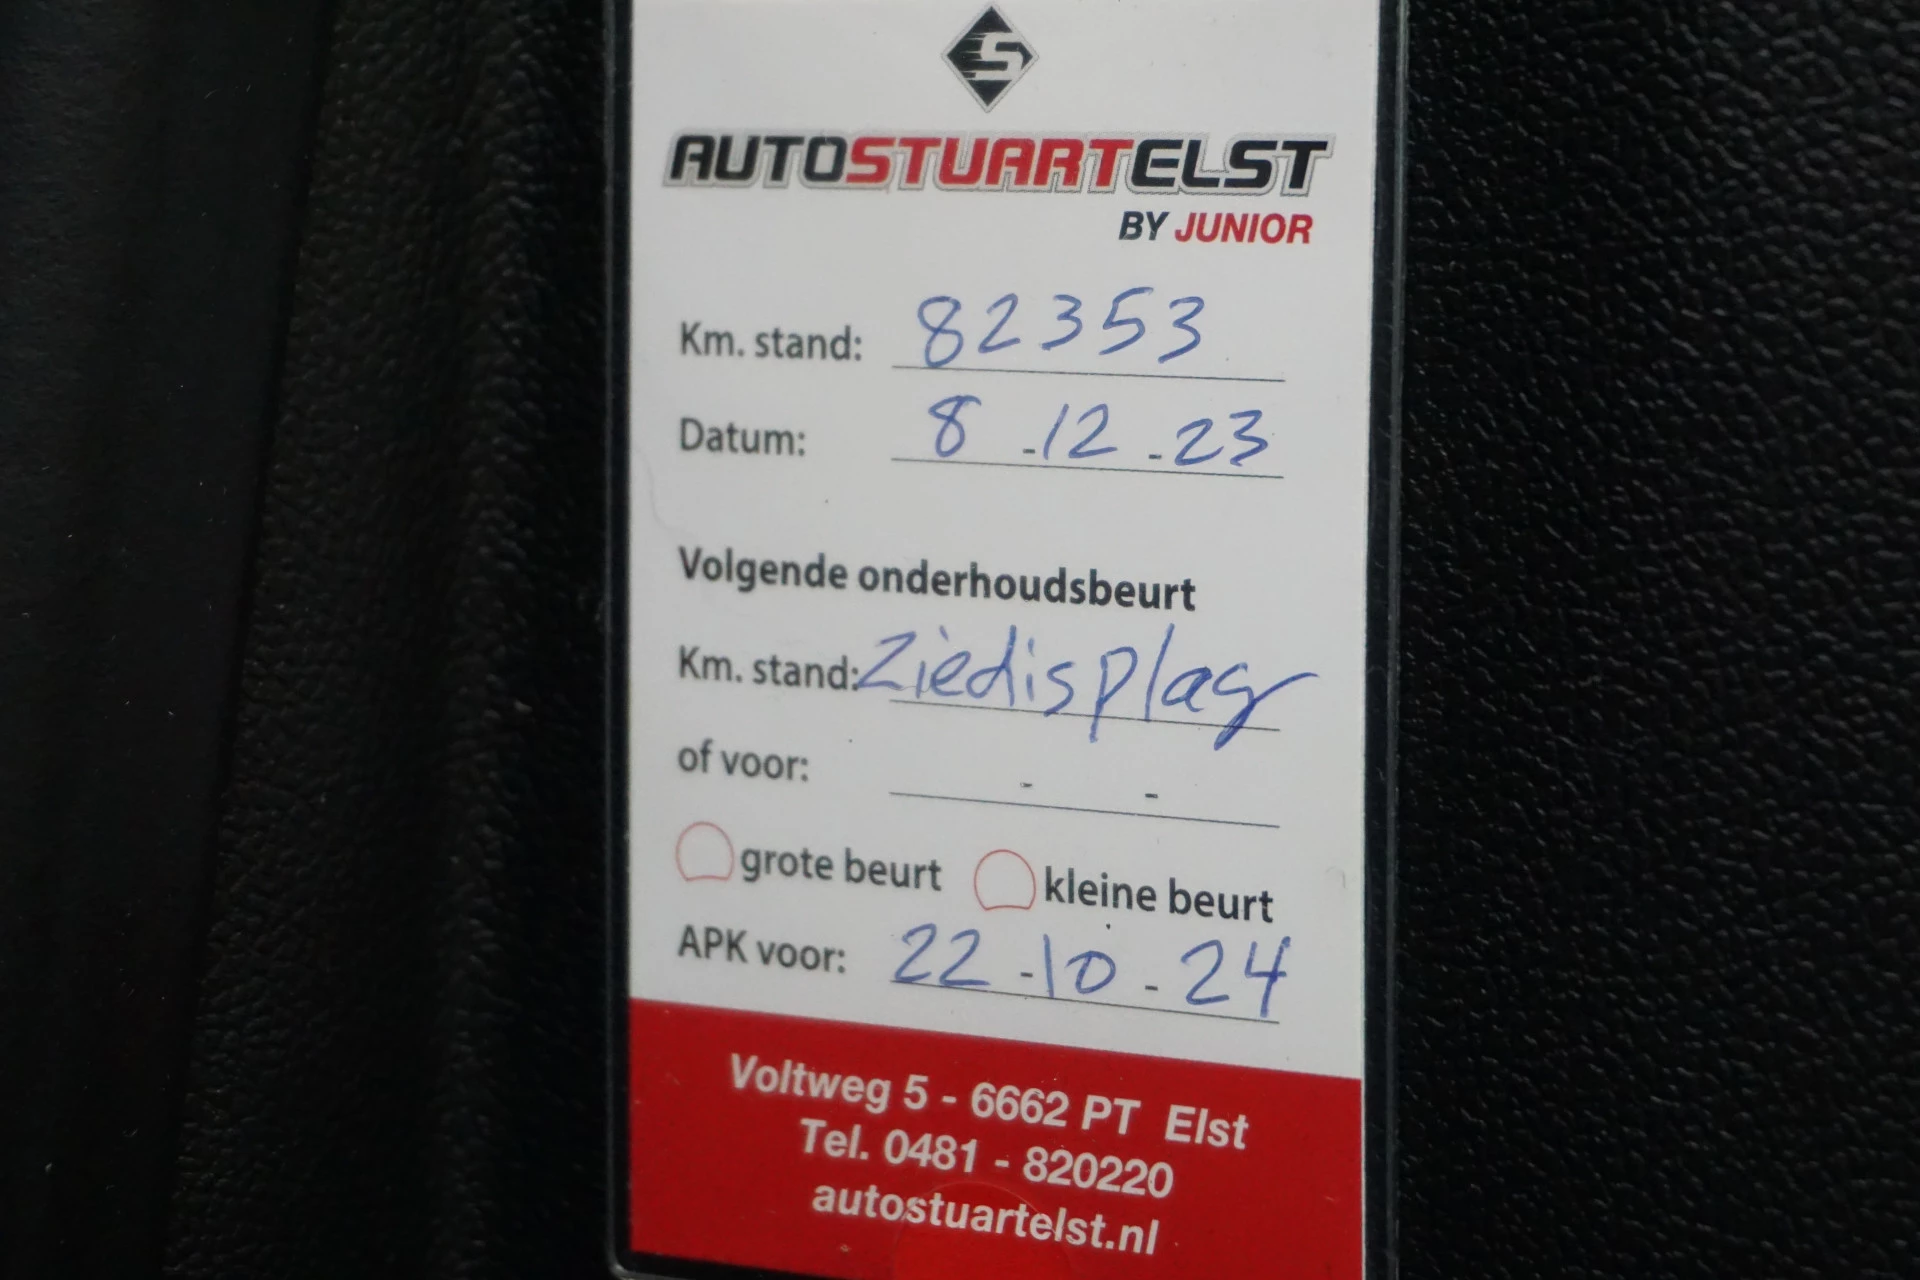 S
AUTOSTUARTELST
BY JUNIOR
Km. stand: 82353
Datum: 8-12-23
Volgende onderhoudsbeurt
Km. stand: Ziedisplay
of voor: - -
grote beurt kleine beurt
APK voor: 22-10-24
Voltweg 5 - 6662 PT Elst
Tel. 0481 - 820220
autostuartelst.nl